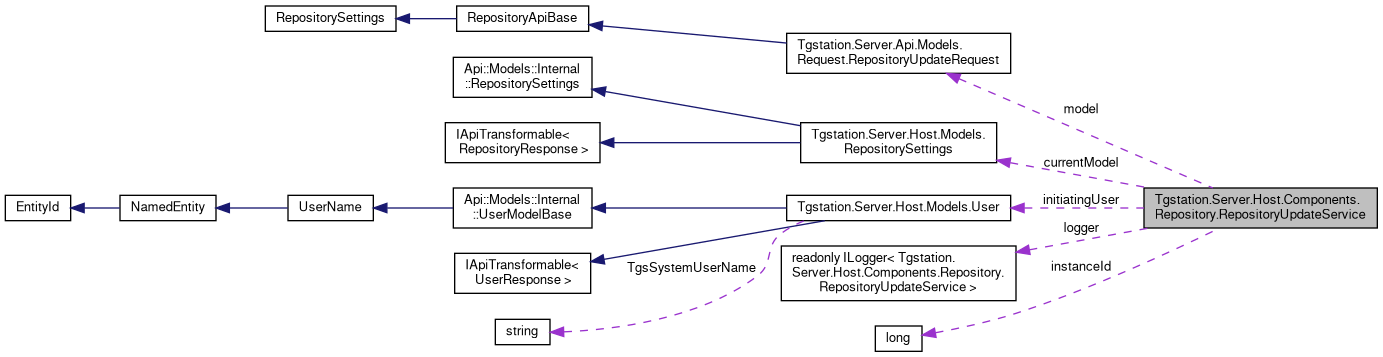 RepositorySettings
RepositoryApiBase
Tgstation.Server.Api.Models.
Request.RepositoryUpdateRequest
Api::Models::Internal
::RepositorySettings
model
IApiTransformable<
RepositoryResponse >
Tgstation.Server.Host.Models.
RepositorySettings
currentModel
EntityId
NamedEntity
UserName
Api::Models::Internal
::UserModelBase
Tgstation.Server.Host.Models.User
initiatingUser
Tgstation.Server.Host.Components.
Repository.RepositoryUpdateService
logger
IApiTransformable<
UserResponse >
TgsSystemUserName
readonly ILogger< Tgstation.
Server.Host.Components.Repository.
RepositoryUpdateService >
instanceId
string
long